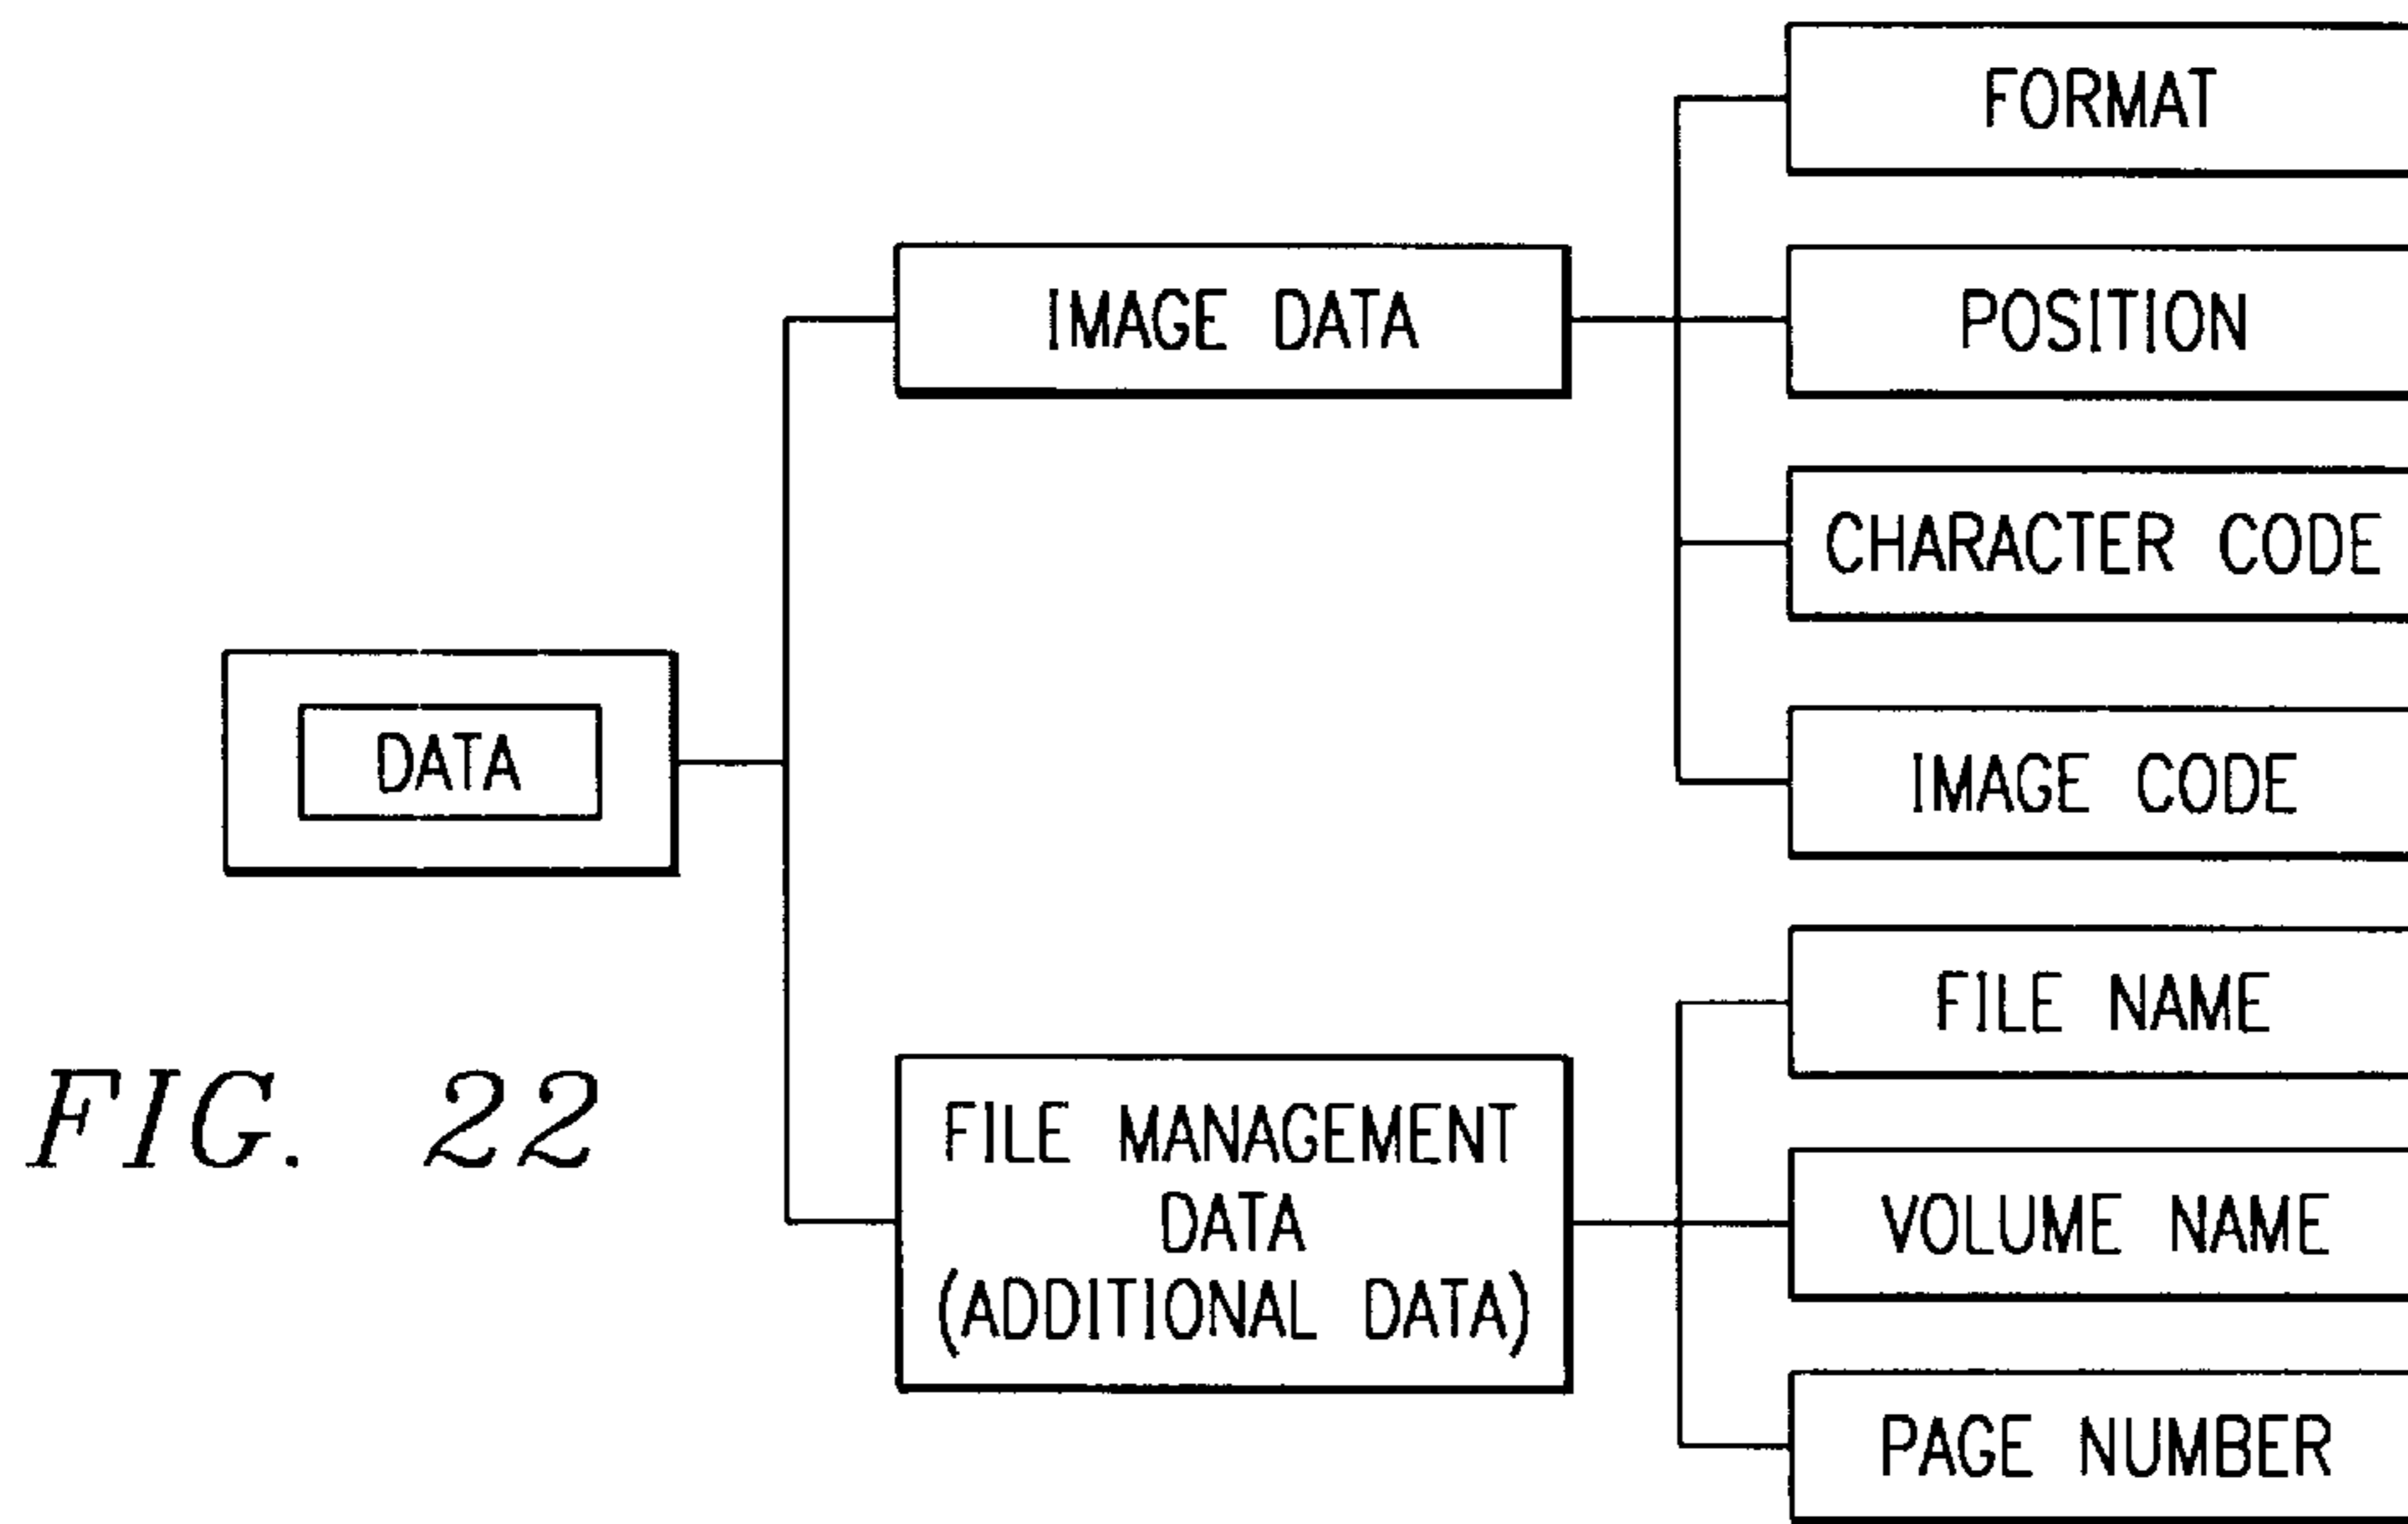 FORMAT
IMAGE DATA
POSITION
CHARACTER CODE
DATA
IMAGE CODE
FILE NAME
FIG. 22
FILE MANAGEMENT
DATA
(ADDITIONAL DATA)
VOLUME NAME
PAGE NUMBER